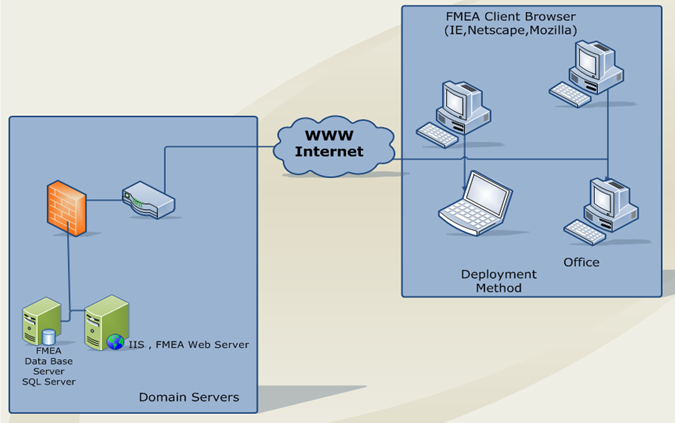 FMEA Client Browser
(IE,Netscape,Mozilla)
WWW
Internet
Deployment
Method
Office
IIS , FMEA Web Server
FMEA
Data Base
Server
SQL Server
Domain Servers